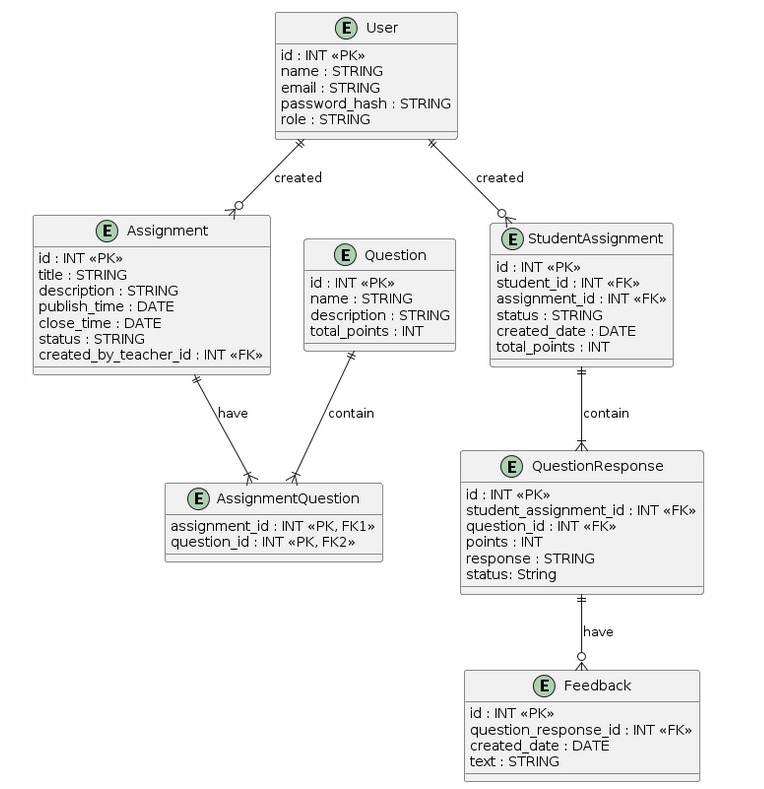 E User
id : INT «PK»
name : STRING
email : STRING
password_hash : STRING
role : STRING
created
created
E Assignment
id : INT «PK»
title : STRING
description : STRING
publish_time : DATE
close_time : DATE
status : STRING
created_by_teacher_id : INT «FK»
E Question
id : INT «PK»
name : STRING
description : STRING
total_points : INT
E StudentAssignment
id : INT «PK»
student_id : INT «FK»
assignment_id : INT «FK»
status : STRING
created_date : DATE
total_points : INT
have
contain
contain
E AssignmentQuestion
assignment_id : INT «PK, FK1»
question_id : INT «PK, FK2»
E QuestionResponse
id : INT «PK»
student_assignment_id : INT «FK»
question_id : INT «FK»
points : INT
response : STRING
status: String
have
E Feedback
id : INT «PK»
question_response_id : INT «FK»
created_date : DATE
text : STRING